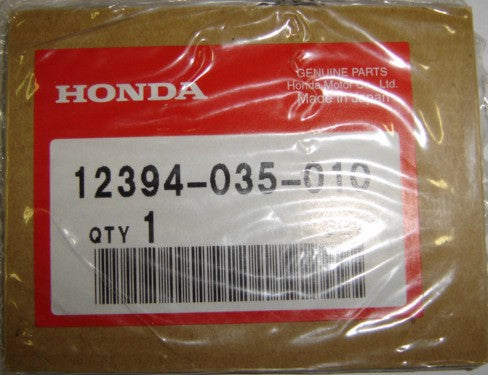 HONDA
GENUINE PARTS
Honda Motor Co., Ltd.
Made in Japan
12394-035-010
QTY 1